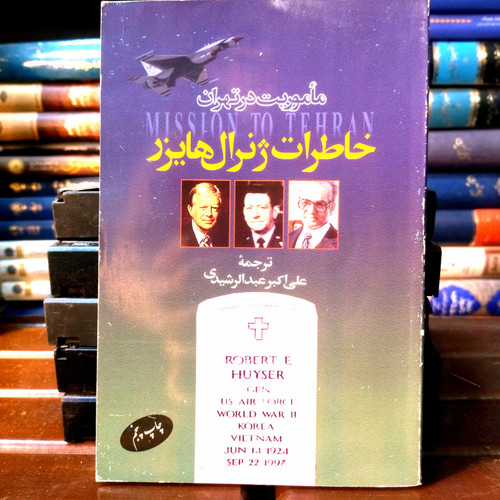 مأموریت در تهران
MISSION TO TEHRAN
خاطرات ژنرال هایزر
ترجمهٔ
علی اکبر عبدالرشیدی
ROBERT E
HUYSER
GEN
US AIR FORCE
WORLD WAR II
KOREA
VIETNAM
JUN 14 1924
SEP 22 1997
چاپ پنجم